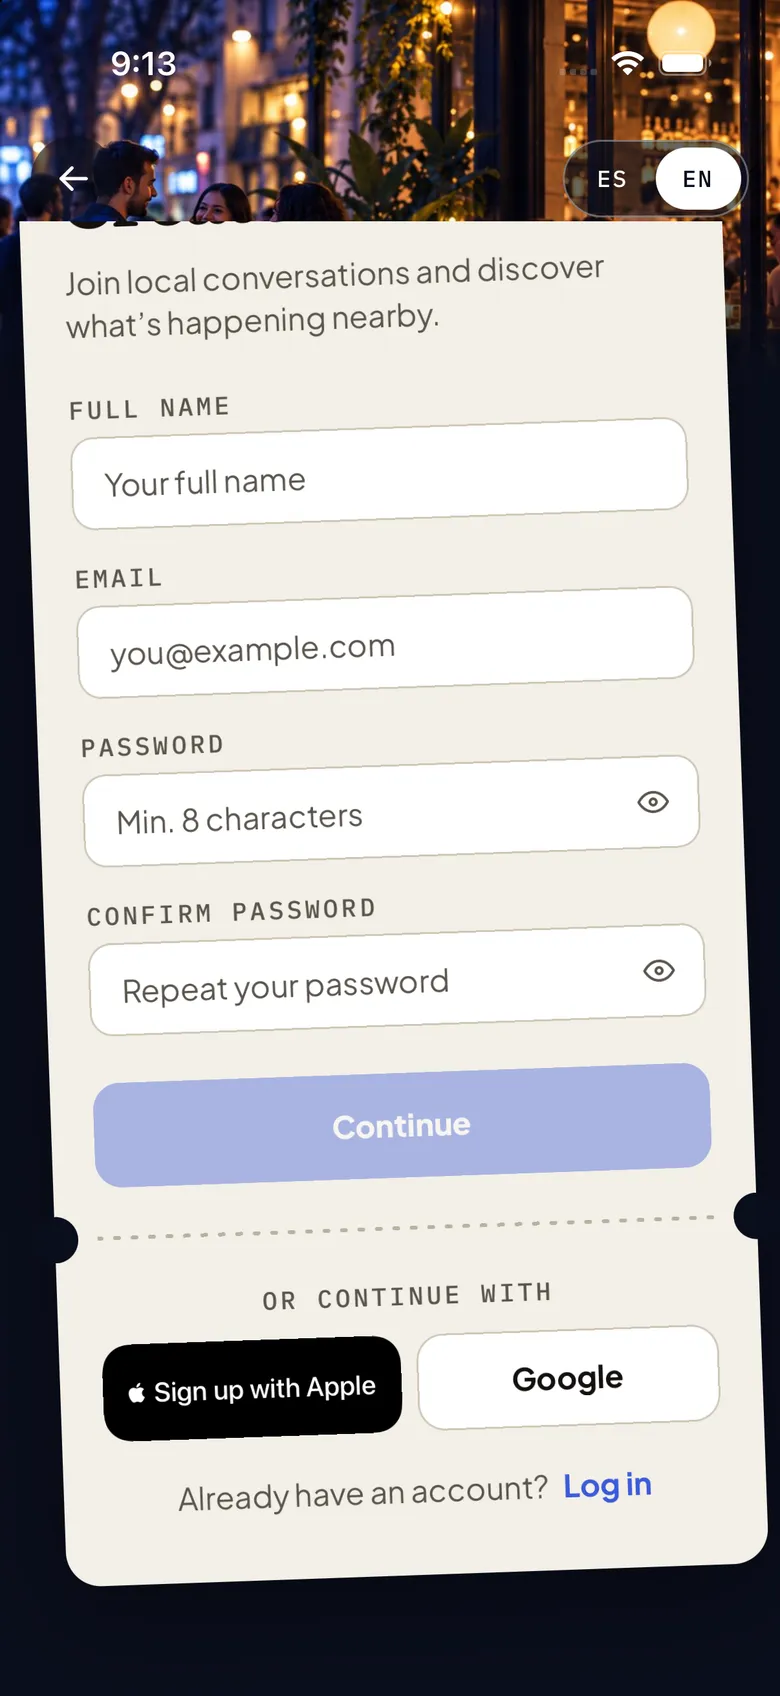 9:13
ES EN
Join local conversations and discover
what’s happening nearby.
FULL NAME
Your full name
EMAIL
you@example.com
PASSWORD
Min. 8 characters
CONFIRM PASSWORD
Repeat your password
Continue
OR CONTINUE WITH
Sign up with Apple
Google
Already have an account? Log in